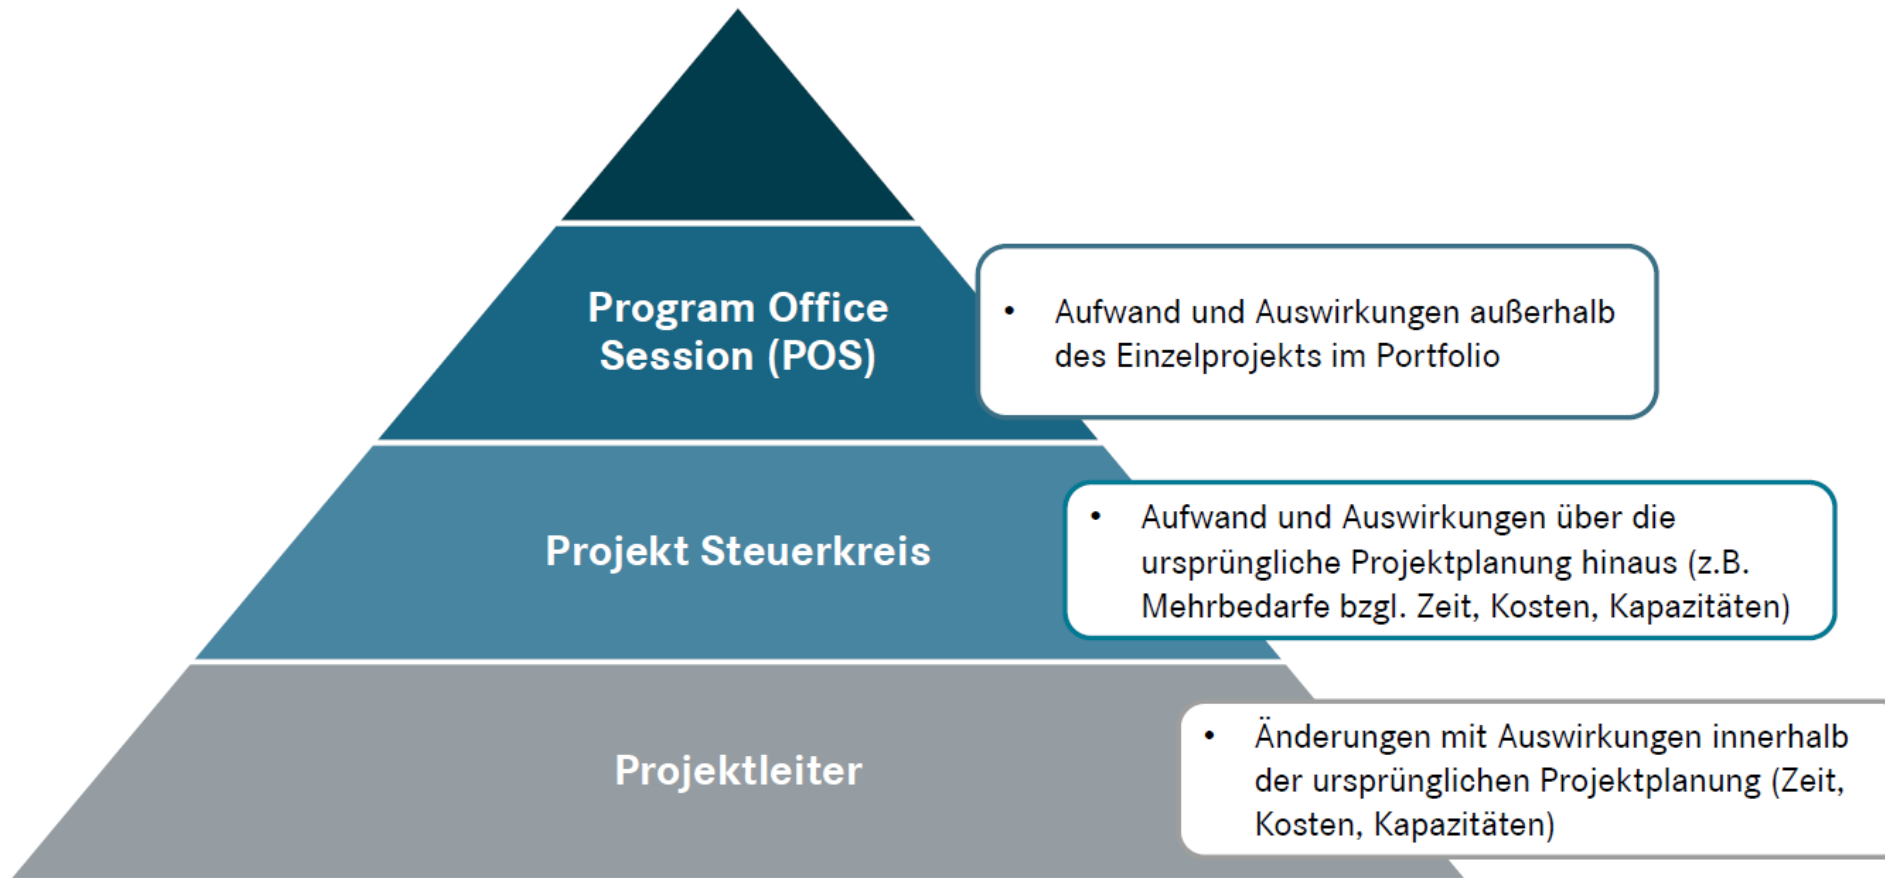 Program Office
Session (POS)
• Aufwand und Auswirkungen außerhalb
des Einzelprojekts im Portfolio
Projekt Steuerkreis
• Aufwand und Auswirkungen über die
ursprüngliche Projektplanung hinaus (z.B.
Mehrbedarfe bzgl. Zeit, Kosten, Kapazitäten)
Projektleiter
• Änderungen mit Auswirkungen innerhalb
der ursprünglichen Projektplanung (Zeit,
Kosten, Kapazitäten)